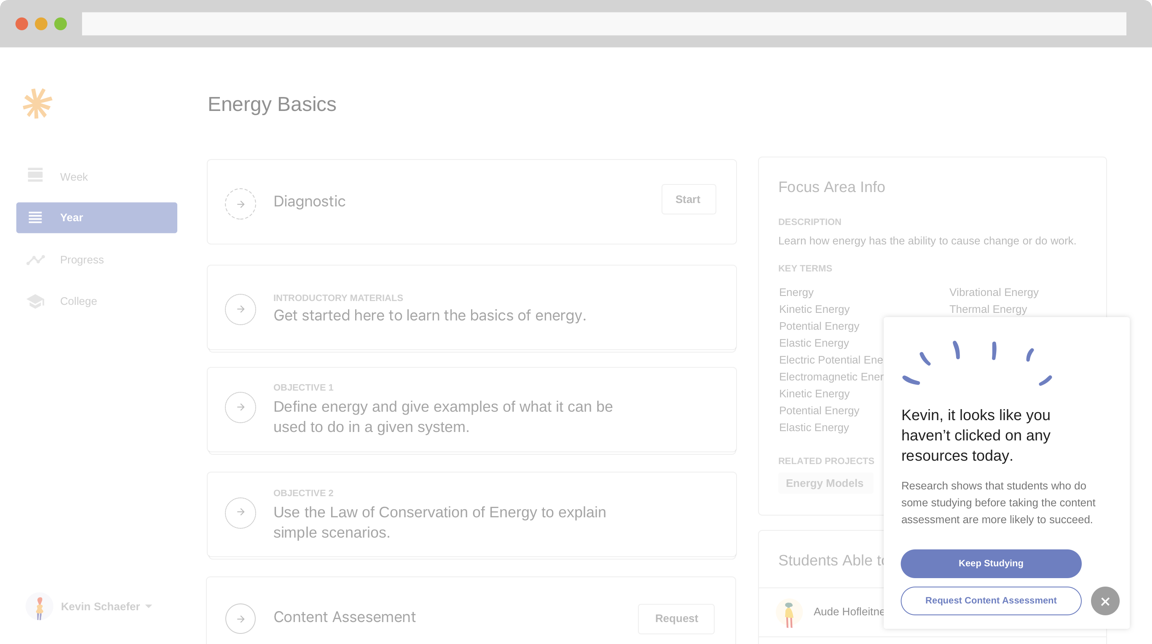 Energy Basics
Week
Year
Progress
College
Kevin Schaefer
Diagnostic
Start
INTRODUCTORY MATERIALS
Get started here to learn the basics of energy.
OBJECTIVE 1
Define energy and give examples of what it can be
used to do in a given system.
OBJECTIVE 2
Use the Law of Conservation of Energy to explain
simple scenarios.
Content Assesement
Request
Focus Area Info
DESCRIPTION
Learn how energy has the ability to cause change or do work.
KEY TERMS
Energy
Kinetic Energy
Potential Energy
Elastic Energy
Electric Potential Ene
Electromagnetic Ener
Kinetic Energy
Potential Energy
Elastic Energy
Vibrational Energy
Thermal Energy
RELATED PROJECTS
Energy Models
Students Able to
Aude Hofleitne
Kevin, it looks like you
haven’t clicked on any
resources today.
Research shows that students who do
some studying before taking the content
assessment are more likely to succeed.
Keep Studying
Request Content Assessment